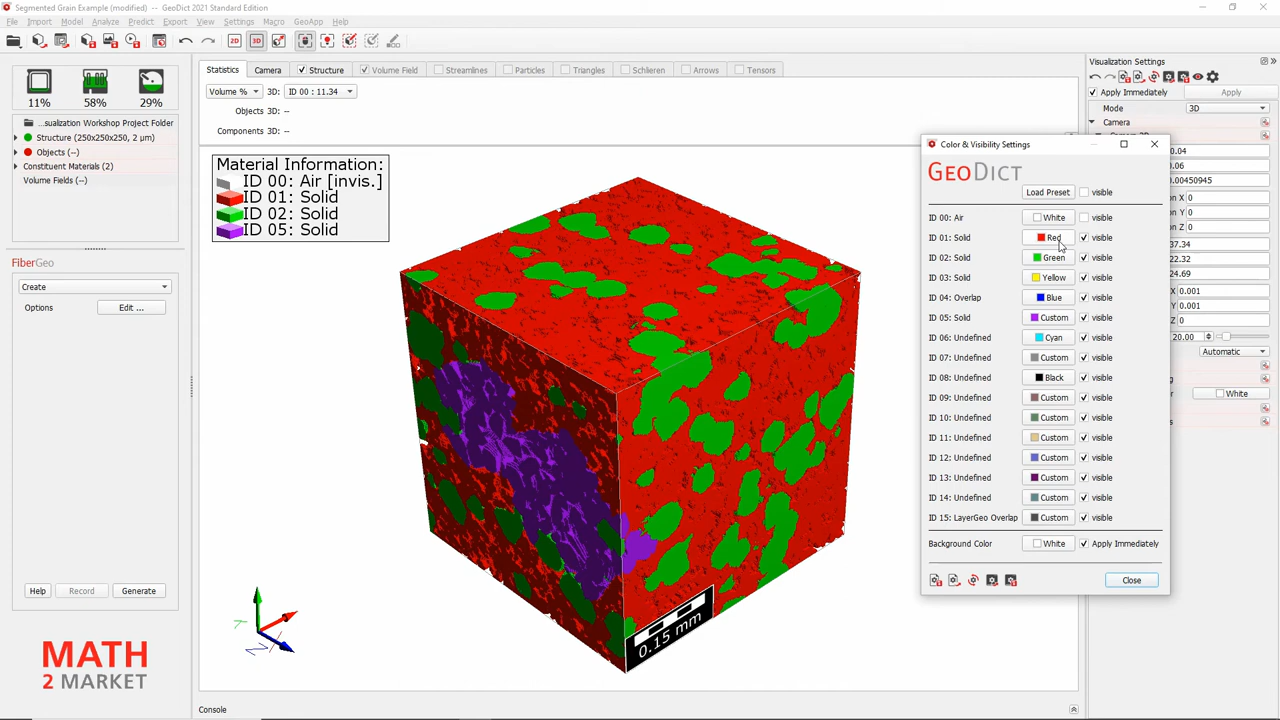 Segmented Grain Example (modified) — GeoDict 2021 Standard Edition
File Import Model Analyze Predict Export View Settings Macro GeoApp Help
2D 3D
11% 58% 29%
...sualization Workshop Project Folder
Structure (250x250x250, 2 µm)
Objects (--)
Constituent Materials (2)
Volume Fields (--)
FiberGeo
Create
Options Edit ...
Help Record Generate
MATH
2 MARKET
Statistics Camera Structure Volume Field Streamlines Particles Triangles Schlieren Arrows Tensors
Volume % 3D: ID 00 : 11.34
Objects 3D: --
Components 3D: --
Material Information:
ID 00: Air [invis.]
ID 01: Solid
ID 02: Solid
ID 05: Solid
0.15 mm
Y
X
Z
Console
Visualization Settings
Apply Immediately Apply
Mode 3D
Camera
0.04
0.06
0.00450945
X 0
Y 0
37.34
22.32
24.69
X 0.001
Y 0.001
Z 0
20.00
Automatic
White
Color & Visibility Settings
GEODICT
Load Preset visible
ID 00: Air White visible
ID 01: Solid Red visible
ID 02: Solid Green visible
ID 03: Solid Yellow visible
ID 04: Overlap Blue visible
ID 05: Solid Custom visible
ID 06: Undefined Cyan visible
ID 07: Undefined Custom visible
ID 08: Undefined Black visible
ID 09: Undefined Custom visible
ID 10: Undefined Custom visible
ID 11: Undefined Custom visible
ID 12: Undefined Custom visible
ID 13: Undefined Custom visible
ID 14: Undefined Custom visible
ID 15: LayerGeo Overlap Custom visible
Background Color White Apply Immediately
Close